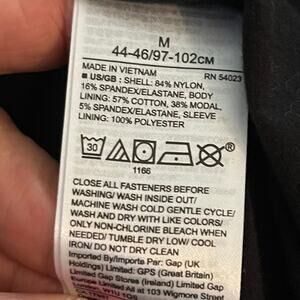 M
44-46/97-102CM
MADE IN VIETNAM
RN 54023
■ US/GB : SHELL: 84% NYLON,
16% SPANDEX/ELASTANE, BODY
LINING: 57% COTTON, 38% MODAL,
5% SPANDEX/ELASTANE, SLEEVE
LINING: 100% POLYESTER
30
®
1166
CLOSE ALL FASTENERS BEFORE
WASHING/ WASH INSIDE OUT/
MACHINE WASH COLD GENTLE CYCLE/
WASH AND DRY WITH LIKE COLORS/
ONLY NON-CHLORINE BLEACH WHEN
NEEDED/ TUMBLE DRY LOW/ COOL
IRON/ DO NOT DRY CLEAN
Imported By/Importe Par: Gap (UK
Holdings) Limited: GPS (Great Britain)
Limited Gap Stores (Ireland) Limited Gap
Europe Limited All at 103 Wigmore Street
W1U 1QS